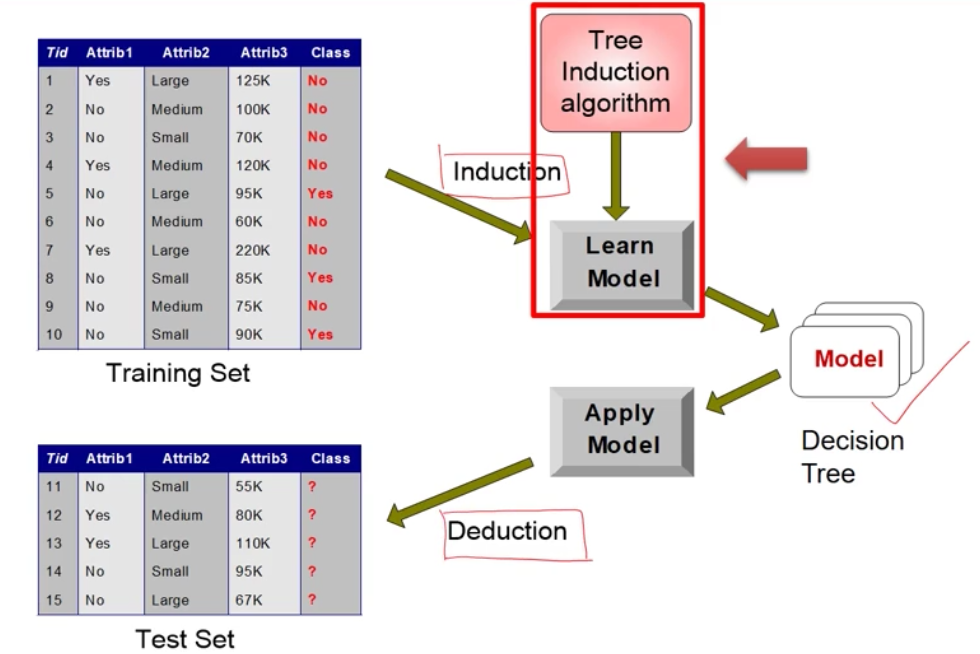 Tid Attrib1 Attrib2 Attrib3 Class
1 Yes Large 125K No
2 No Medium 100K No
3 No Small 70K No
4 Yes Medium 120K No
5 No Large 95K Yes
6 No Medium 60K No
7 Yes Large 220K No
8 No Small 85K Yes
9 No Medium 75K No
10 No Small 90K Yes
Training Set
Tree
Induction
algorithm
Induction
Learn
Model
Model
Decision
Tree
Apply
Model
Deduction
Tid Attrib1 Attrib2 Attrib3 Class
11 No Small 55K ?
12 Yes Medium 80K ?
13 Yes Large 110K ?
14 No Small 95K ?
15 No Large 67K ?
Test Set